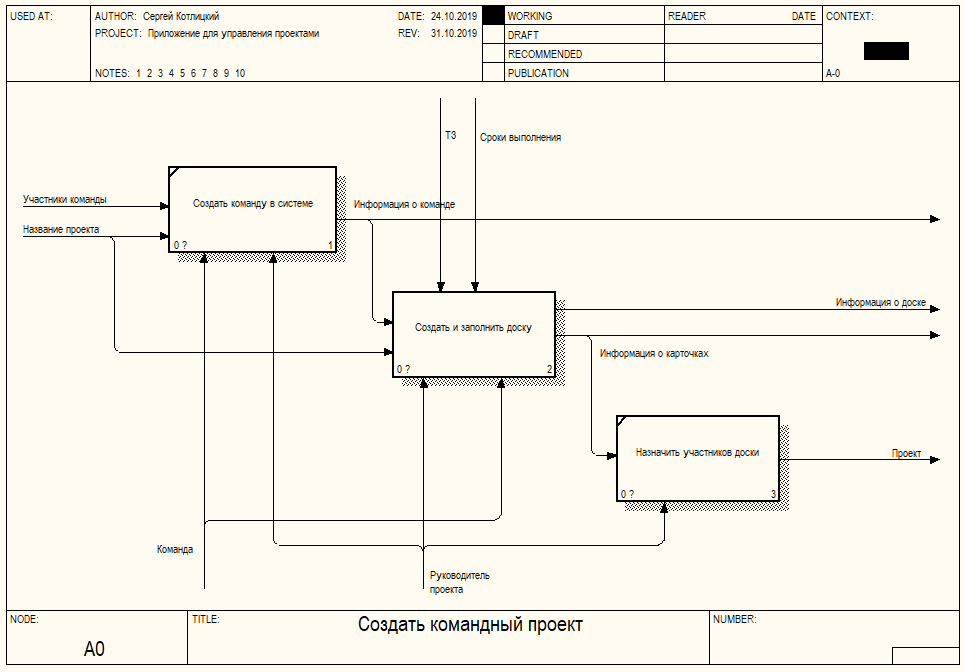 USED AT:
AUTHOR: Сергей Котлицкий
DATE: 24.10.2019
WORKING
READER
DATE
CONTEXT:
PROJECT: Приложение для управления проектами
REV: 31.10.2019
DRAFT
RECOMMENDED
NOTES: 1 2 3 4 5 6 7 8 9 10
PUBLICATION
A-0
ТЗ
Сроки выполнения
Участники команды
Название проекта
Создать команду в системе
0 ?
1
Информация о команде
Создать и заполнить доску
0 ?
2
Информация о доске
Информация о карточках
Назначить участников доски
0 ?
3
Проект
Команда
Руководитель
проекта
NODE:
A0
TITLE:
Создать командный проект
NUMBER: